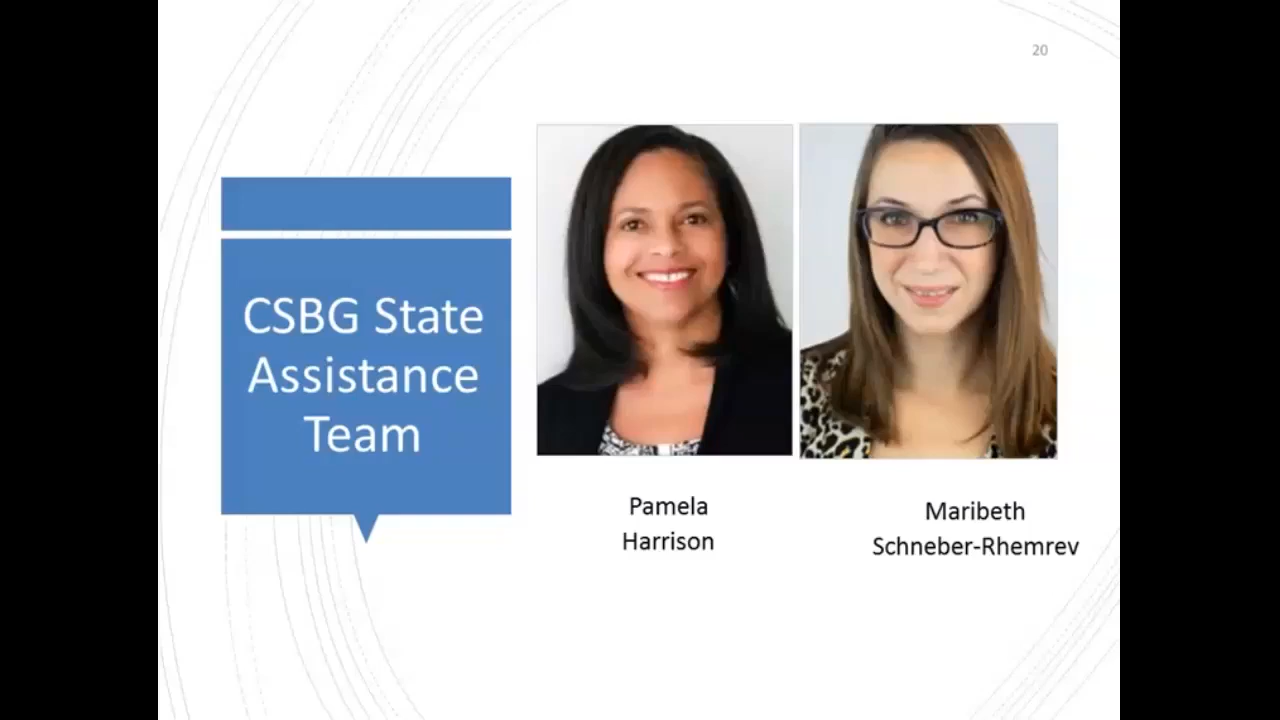 20
CSBG State
Assistance
Team
Pamela
Harrison
Maribeth
Schneber-Rhemrev